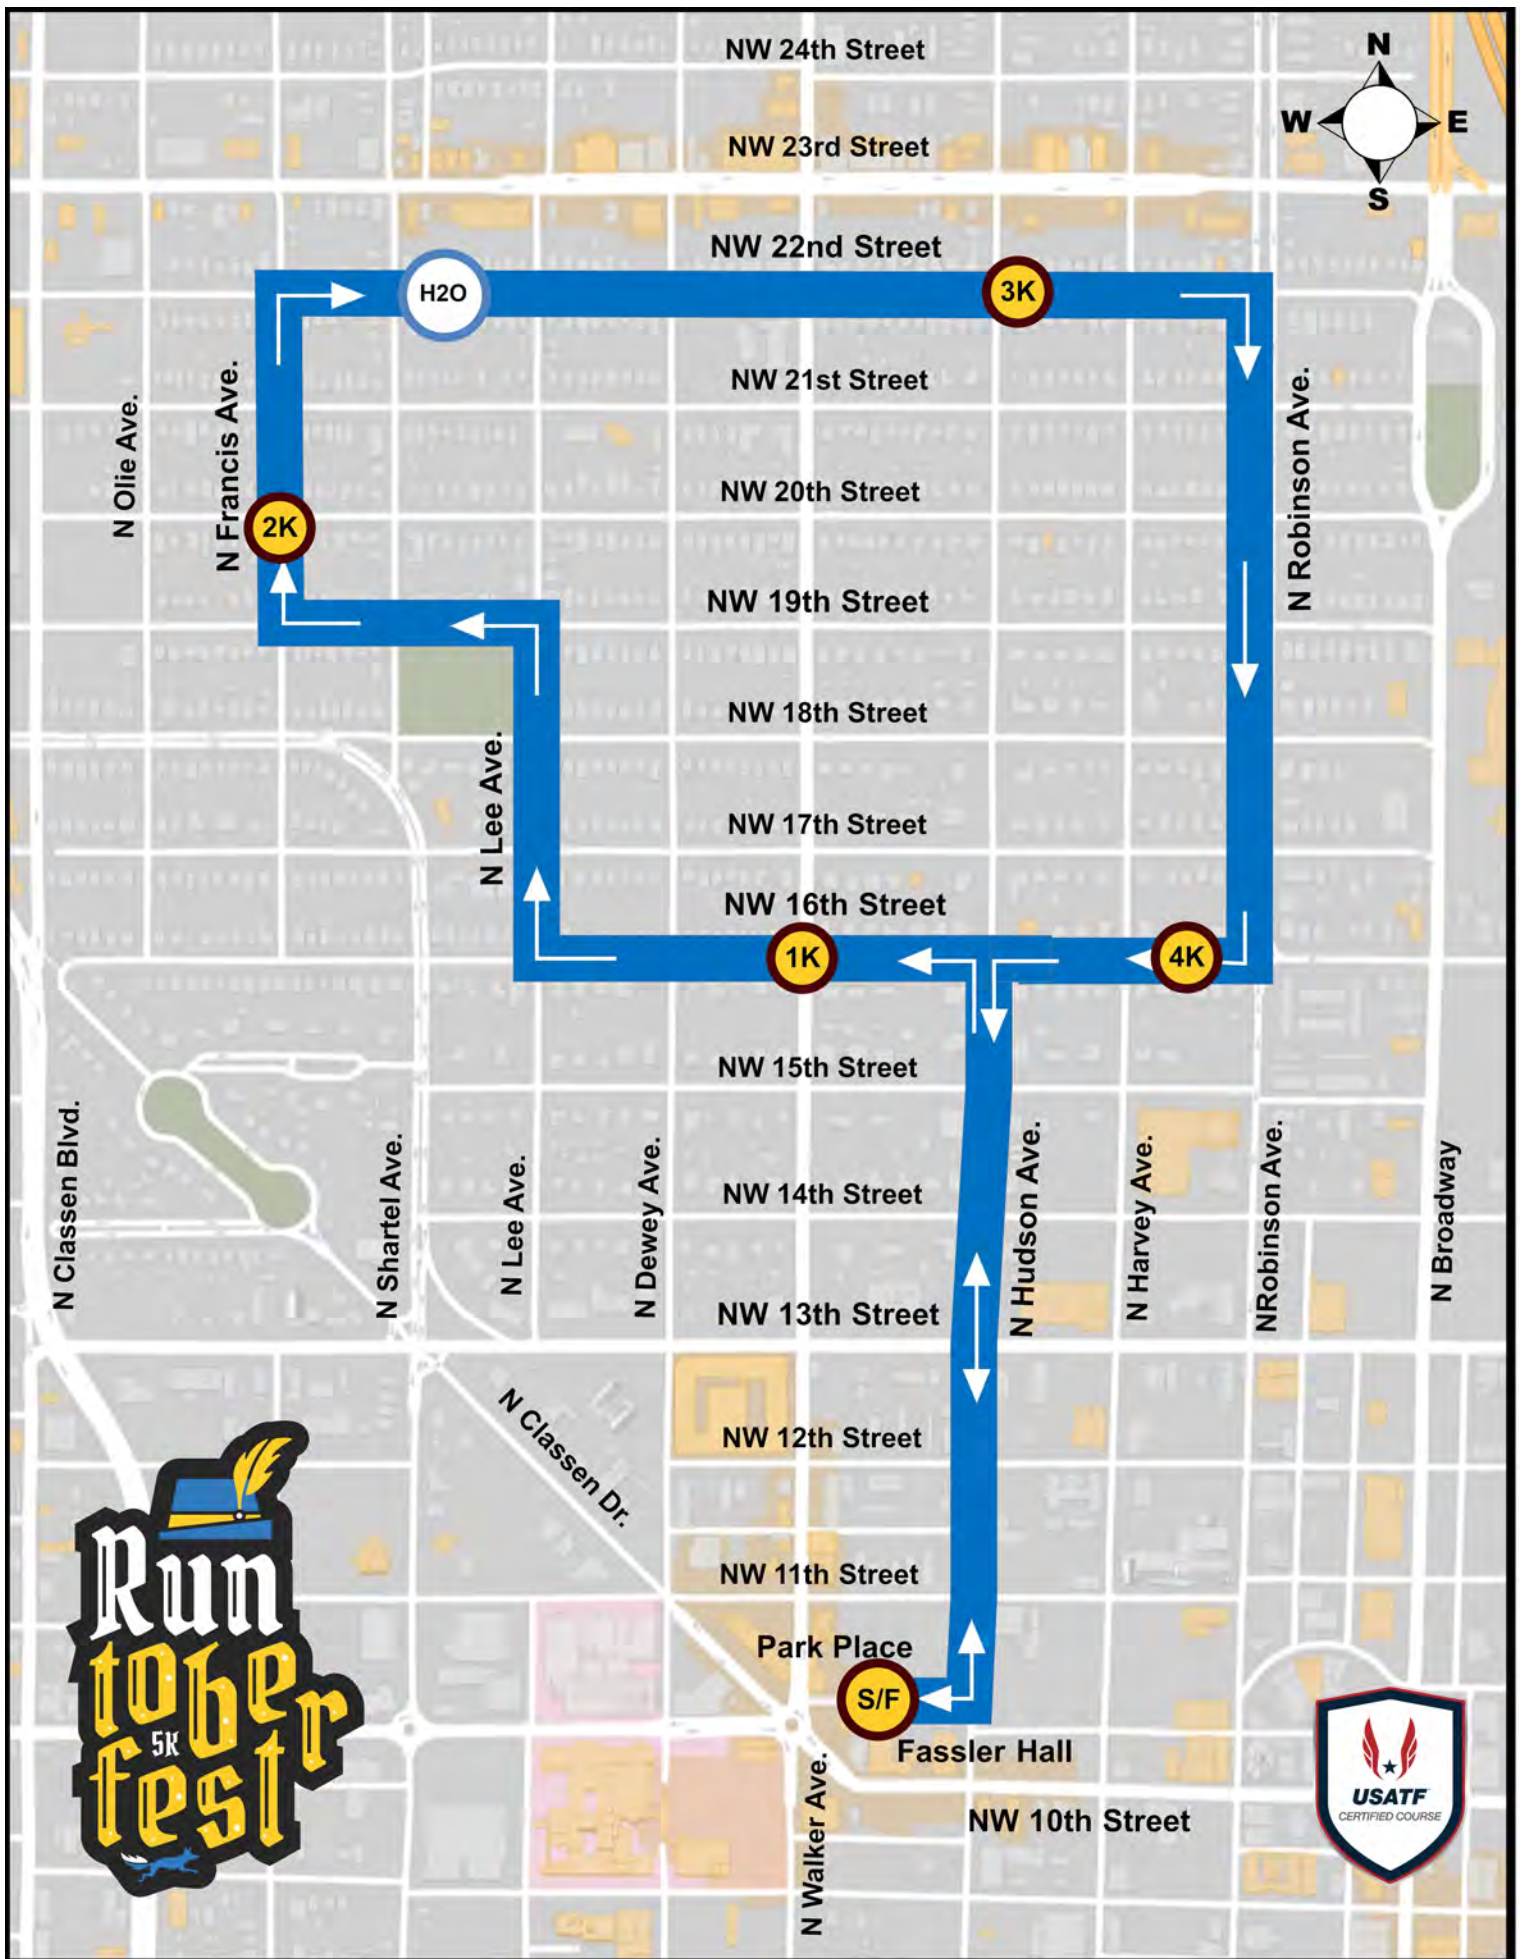 NW 24th Street
N
W
E
S
NW 23rd Street
NW 22nd Street
H2O
3K
NW 21st Street
N Olie Ave.
N Francis Ave.
N Robinson Ave.
NW 20th Street
2K
NW 19th Street
NW 18th Street
N Lee Ave.
NW 17th Street
NW 16th Street
1K
4K
NW 15th Street
N Classen Blvd.
N Shartel Ave.
N Lee Ave.
N Dewey Ave.
NW 14th Street
N Hudson Ave.
N Harvey Ave.
NRobinson Ave.
N Broadway
NW 13th Street
N Classen Dr.
NW 12th Street
NW 11th Street
Park Place
S/F
Fassler Hall
N Walker Ave.
NW 10th Street
Run
tober
5K
fest
USATF
CERTIFIED COURSE